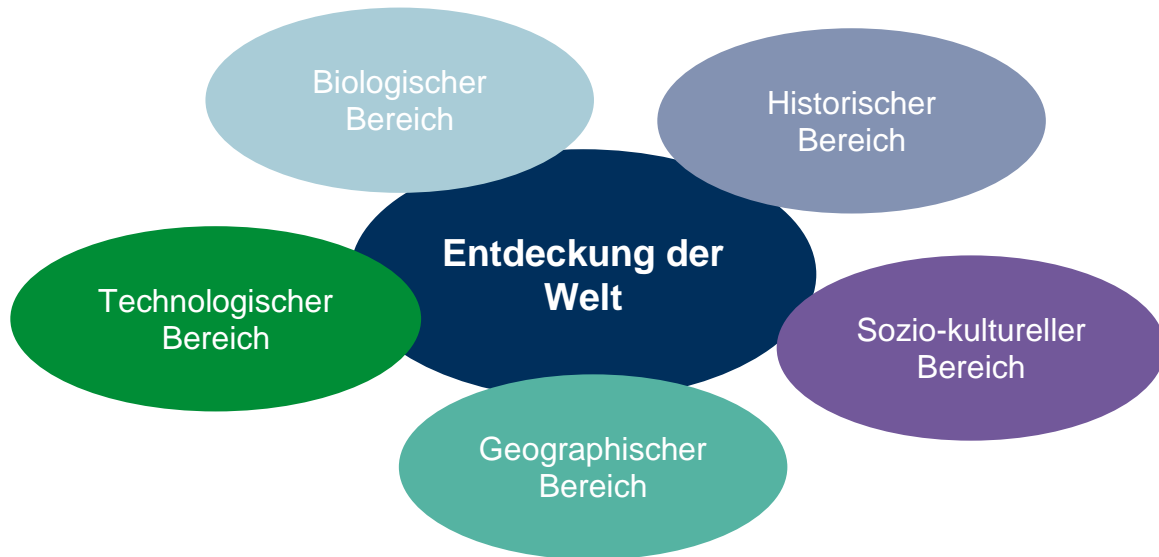 Biologischer
Bereich
Historischer
Bereich
Entdeckung der
Welt
Technologischer
Bereich
Sozio-kultureller
Bereich
Geographischer
Bereich